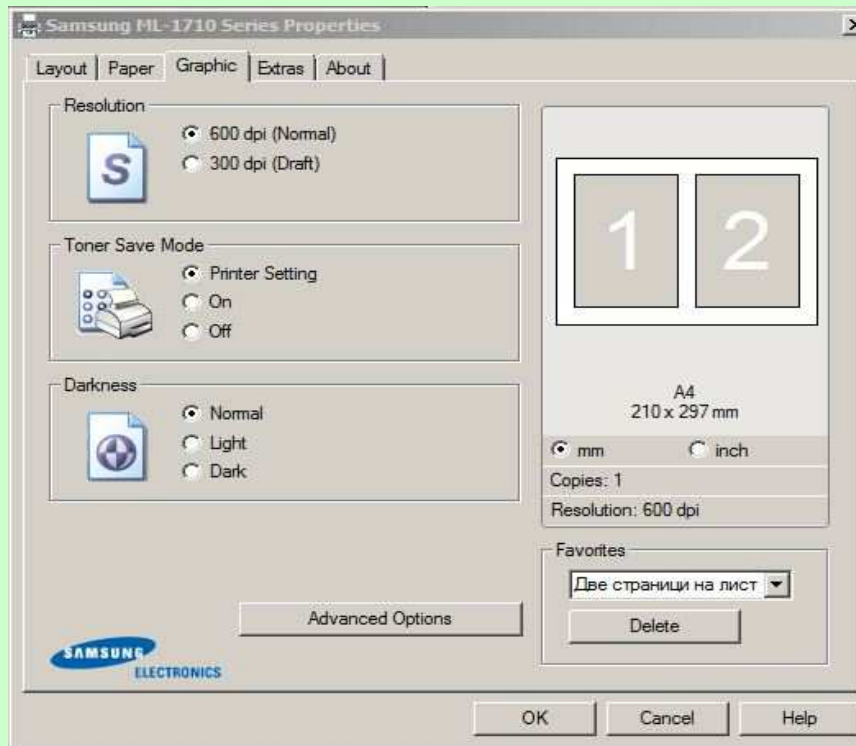 Samsung ML-1710 Series Properties
Layout Paper Graphic Extras About
Resolution
S
600 dpi (Normal)
300 dpi (Draft)
Toner Save Mode
Printer Setting
On
Off
Darkness
Normal
Light
Dark
Advanced Options
SAMSUNG
ELECTRONICS
1 2
A4
210 x 297 mm
mm inch
Copies: 1
Resolution: 600 dpi
Favorites
Две страници на лист
Delete
OK Cancel Help